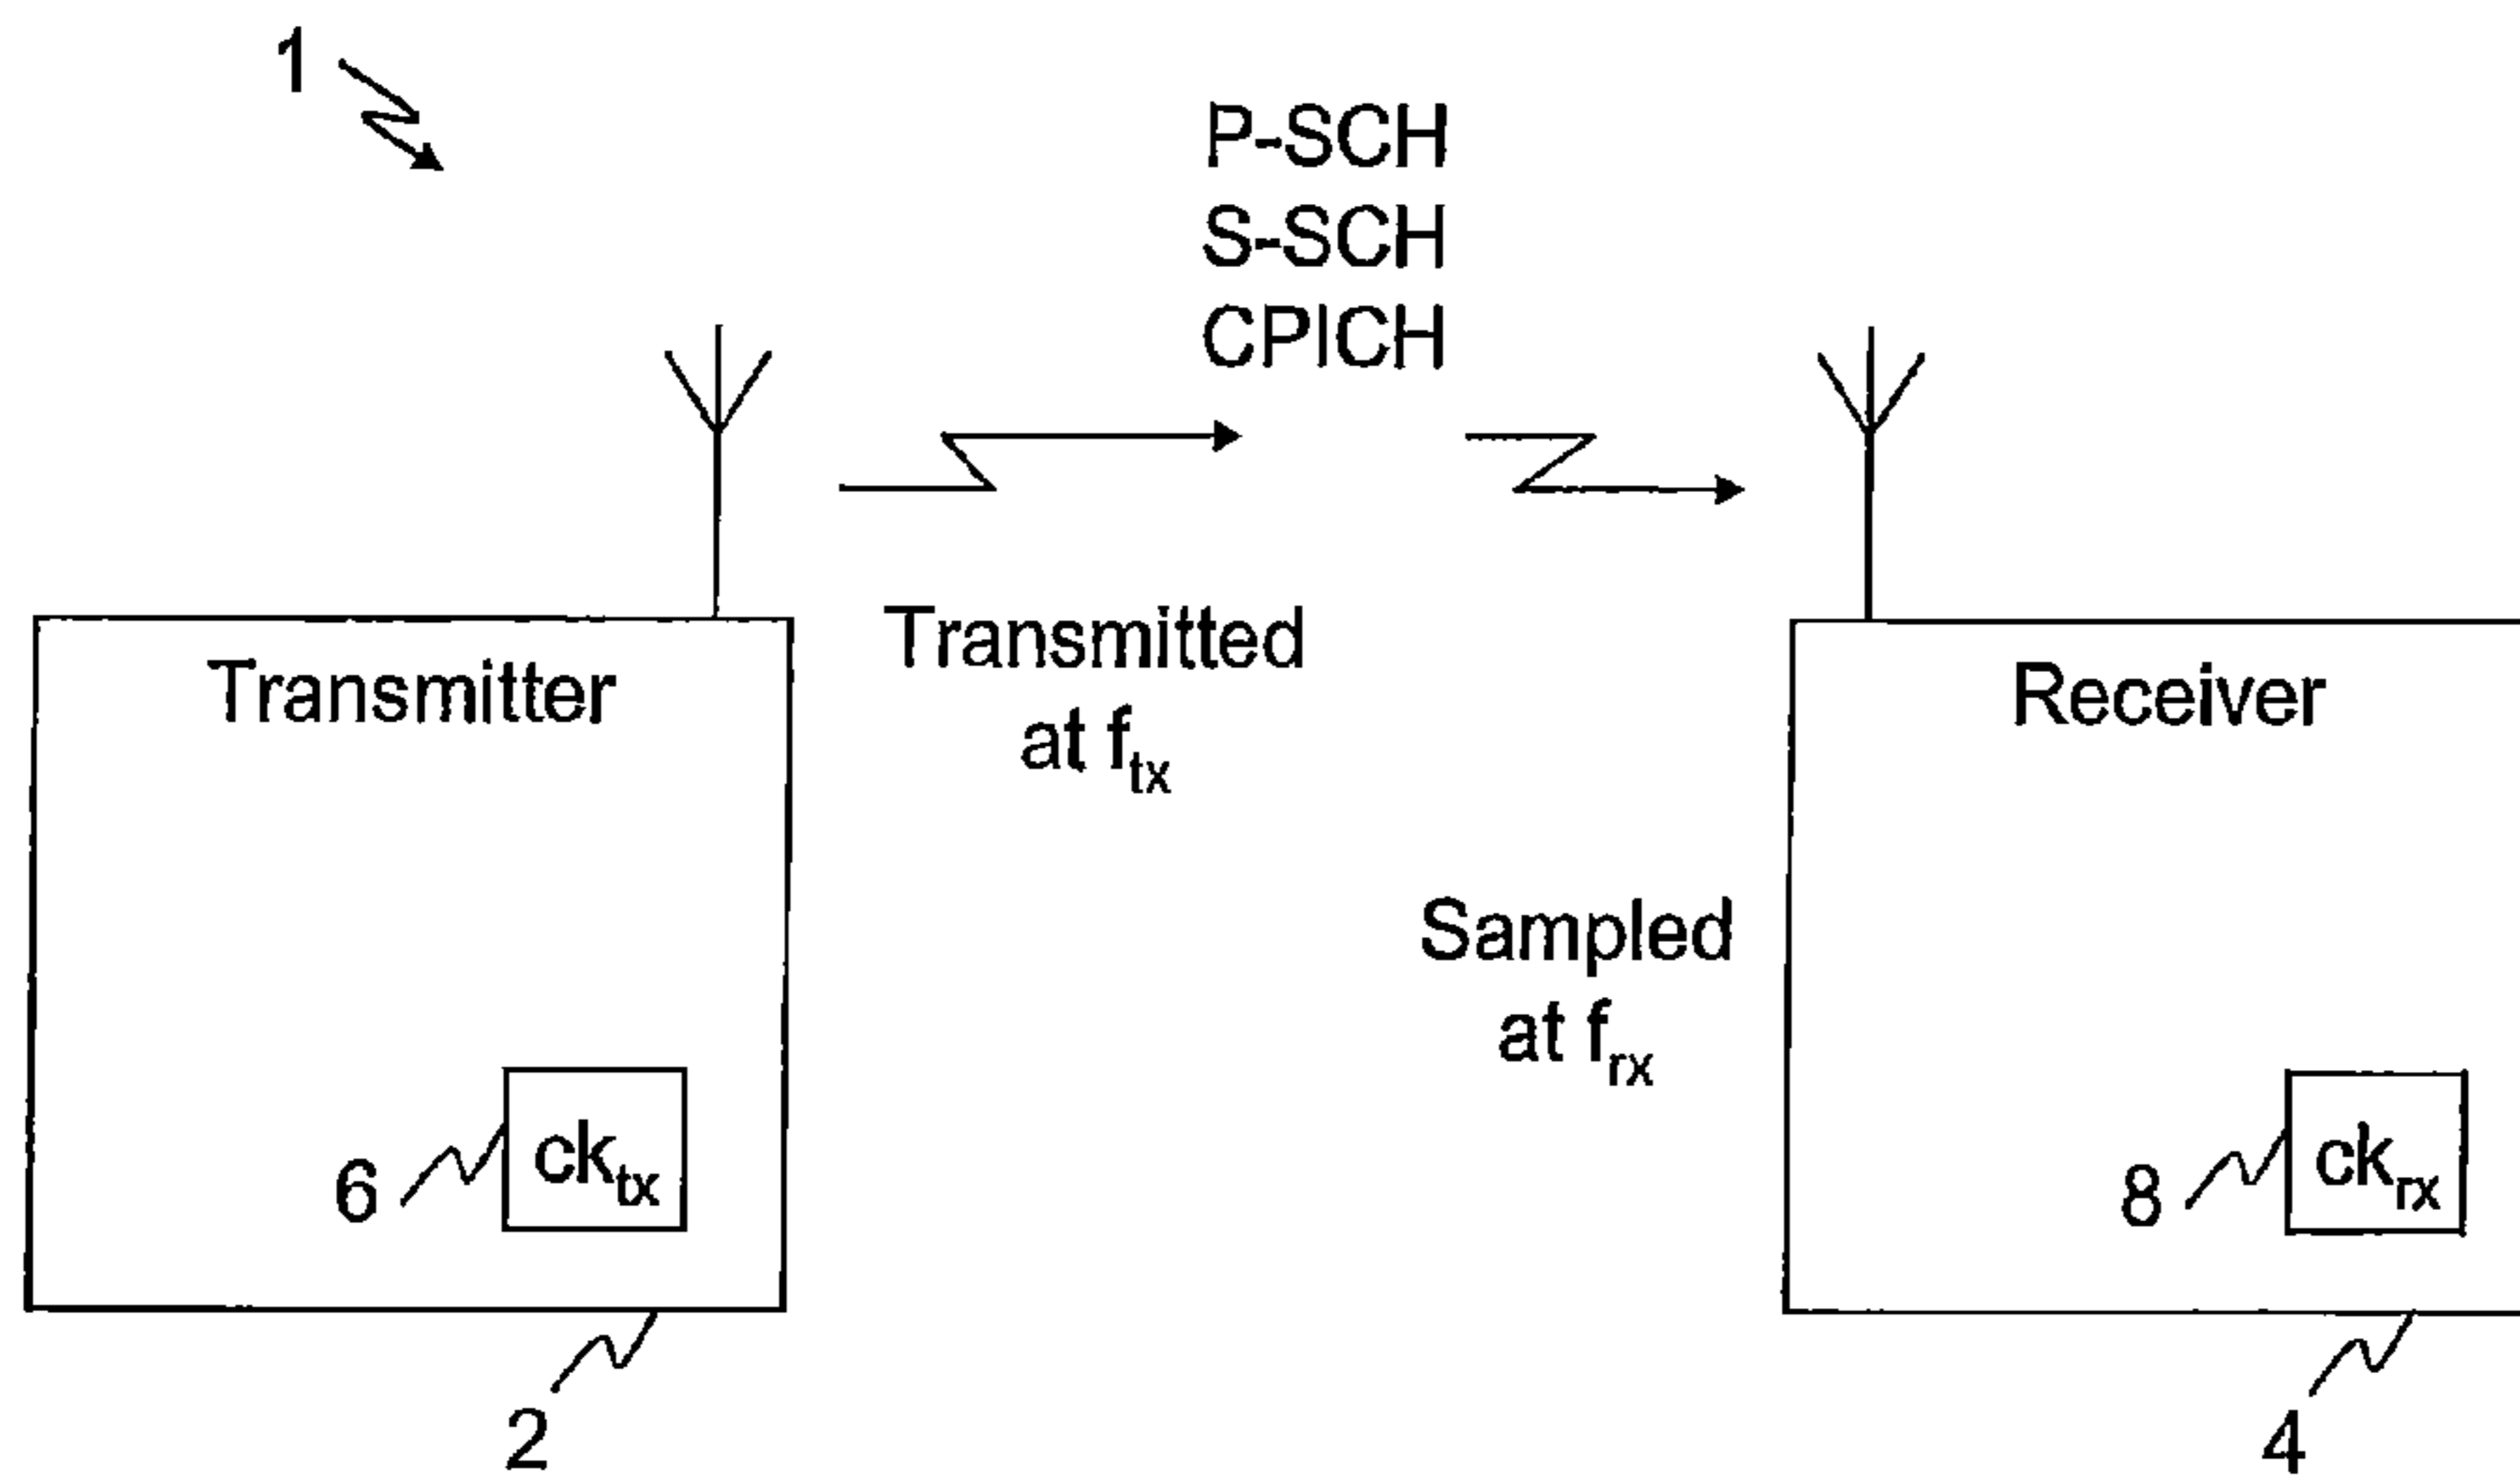 1
P-SCH
S-SCH
CPICH
Transmitter
Transmitted
at f_tx
Receiver
Sampled
at f_rx
6
ck_tx
8
ck_rx
2
4